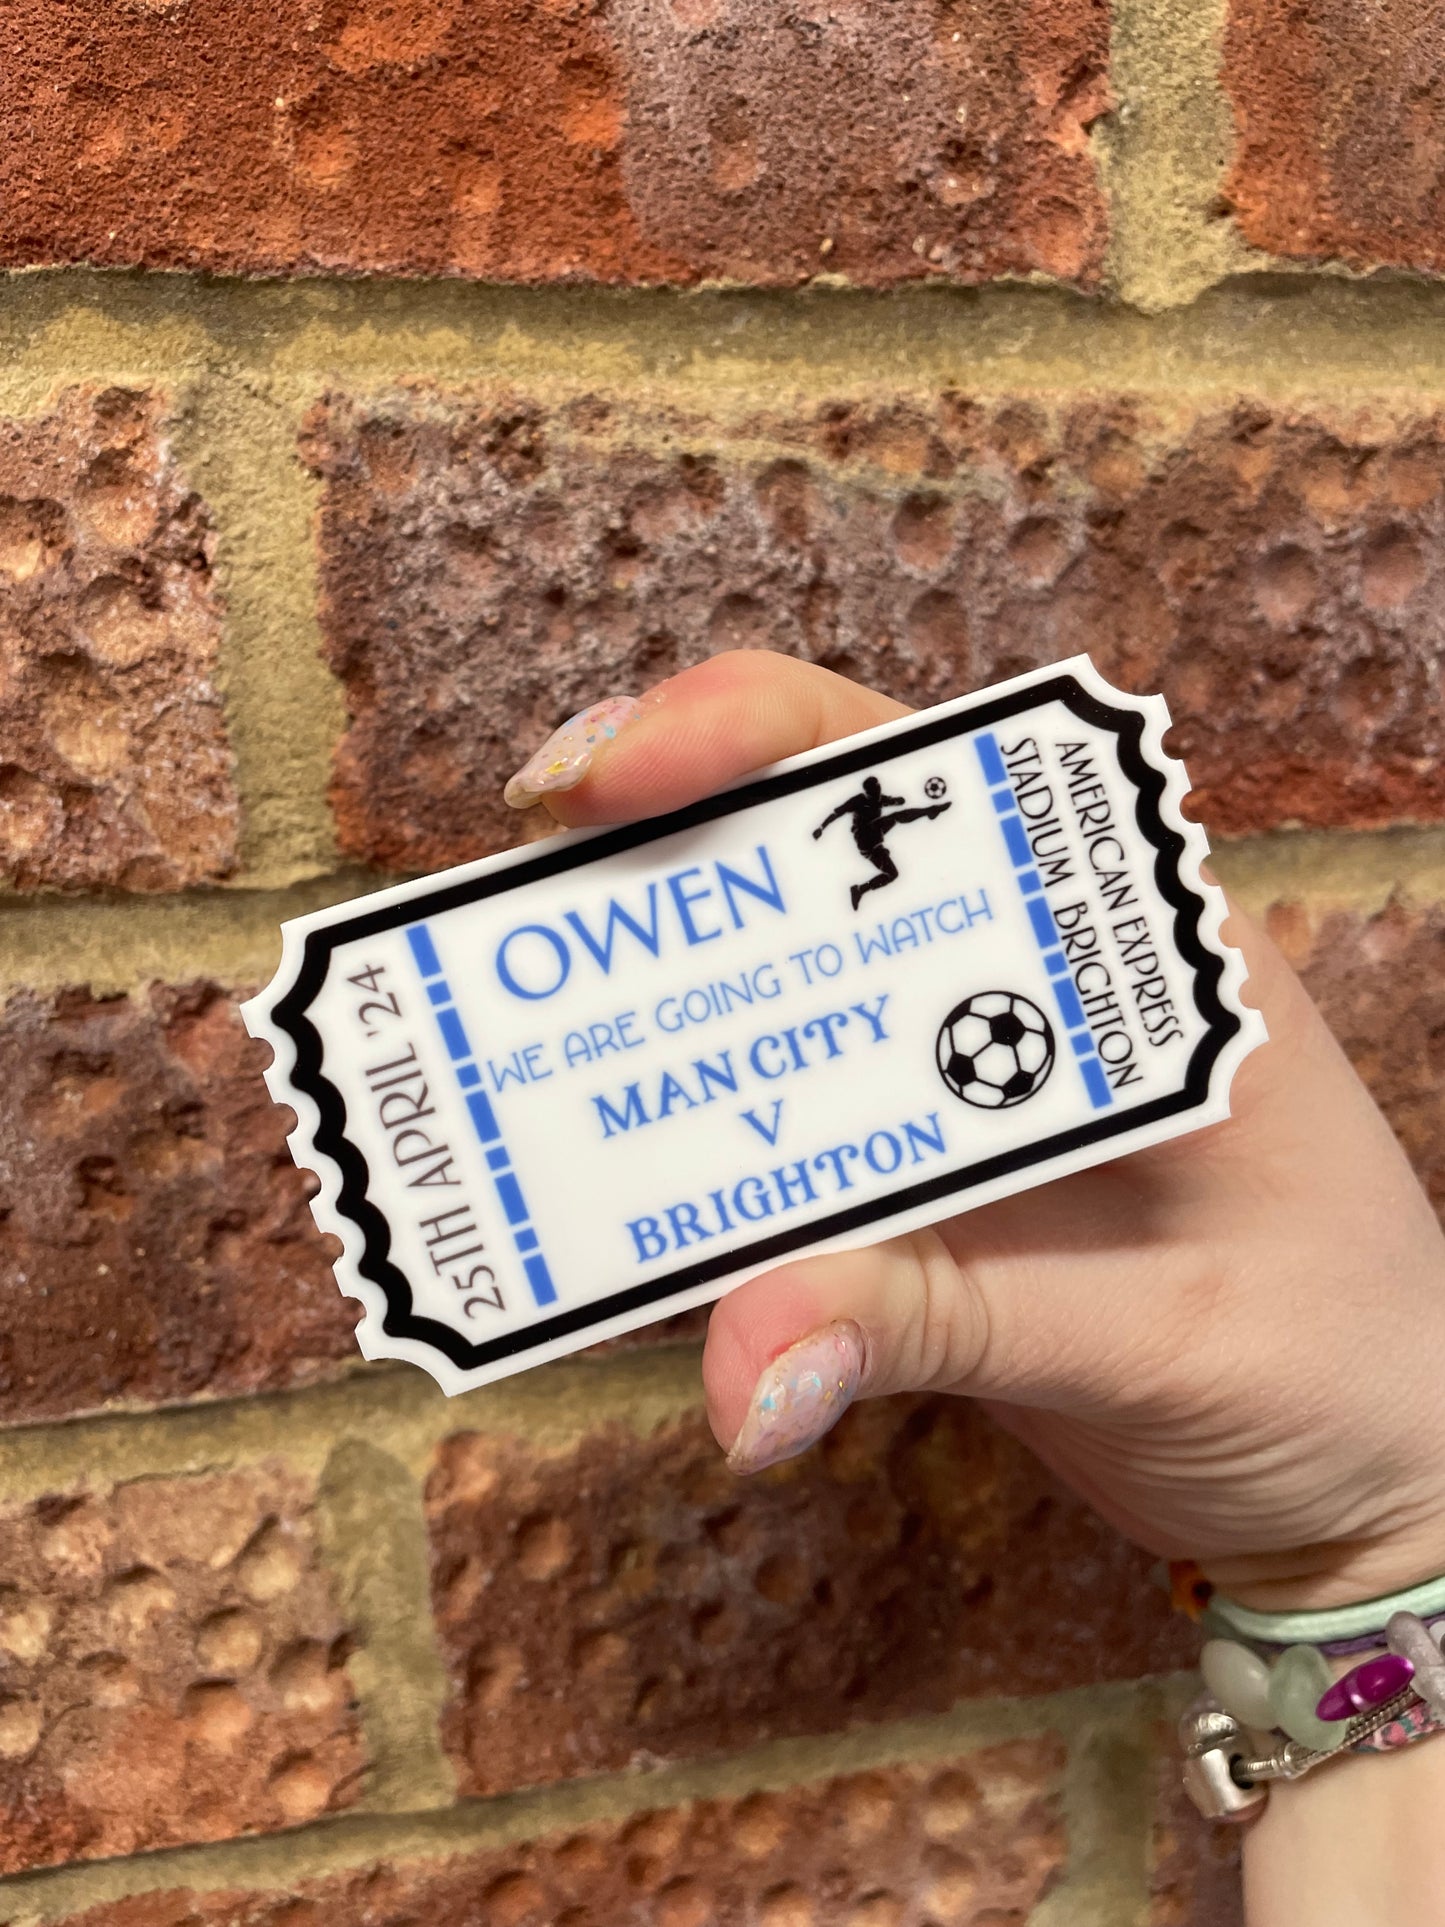 25TH APRIL '24
OWEN
WE ARE GOING TO WATCH
MAN CITY
V
BRIGHTON
AMERICAN EXPRESS
STADIUM BRIGHTON